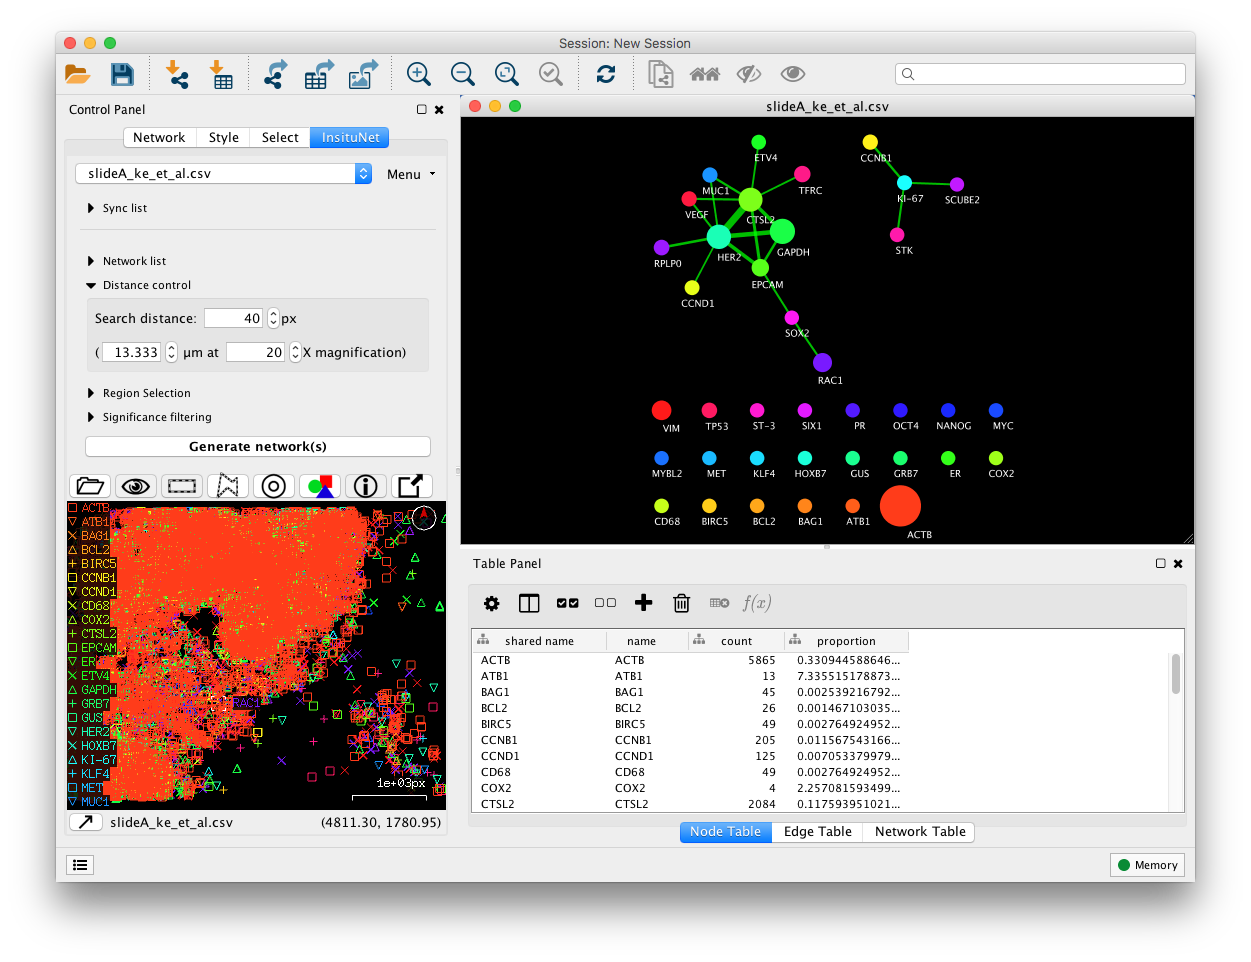 Session: New Session
Control Panel
Network Style Select InsituNet
slideA_ke_et_al.csv Menu
Sync list
Network list
Distance control
Search distance: 40 px
( 13.333 µm at 20 X magnification)
Region Selection
Significance filtering
Generate network(s)
ACTB
ATB1
BAG1
BCL2
BIRC5
CCNB1
CCND1
CD68
COX2
CTSL2
EPCAM
ER
ETV4
GAPDH
GRB7
GUS
HER2
HOXB7
KI-67
KLF4
MET
MUC1
RAC1
1e+03px
slideA_ke_et_al.csv (4811.30, 1780.95)
slideA_ke_et_al.csv
ETV4
CCNB1
MUC1
TFRC
KI-67
SCUBE2
VEGF
CTSL2
STK
HER2
GAPDH
RPLP0
EPCAM
CCND1
SOX2
RAC1
VIM TP53 ST-3 SIX1 PR OCT4 NANOG MYC
MYBL2 MET KLF4 HOXB7 GUS GRB7 ER COX2
CD68 BIRC5 BCL2 BAG1 ATB1 ACTB
Table Panel
f(x)
shared name name count proportion
ACTB ACTB 5865 0.330944588646...
ATB1 ATB1 13 7.335515178873...
BAG1 BAG1 45 0.002539216792...
BCL2 BCL2 26 0.001467103035...
BIRC5 BIRC5 49 0.002764924952...
CCNB1 CCNB1 205 0.011567543166...
CCND1 CCND1 125 0.007053379979...
CD68 CD68 49 0.002764924952...
COX2 COX2 4 2.257081593499...
CTSL2 CTSL2 2084 0.117593951021...
Node Table Edge Table Network Table
Memory